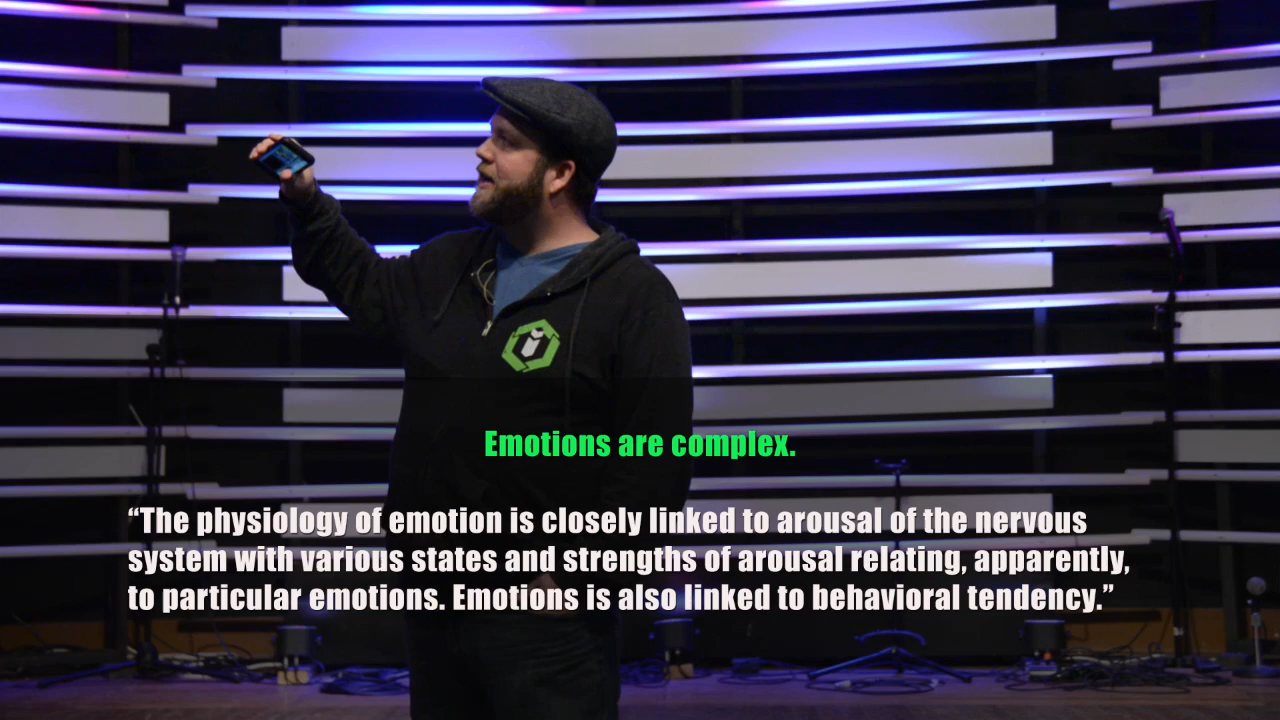 Emotions are complex.
“The physiology of emotion is closely linked to arousal of the nervous
system with various states and strengths of arousal relating, apparently,
to particular emotions. Emotions is also linked to behavioral tendency.”